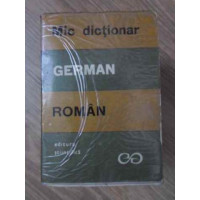 Mic dicționar
GERMAN
ROMÂN
editura
științifică